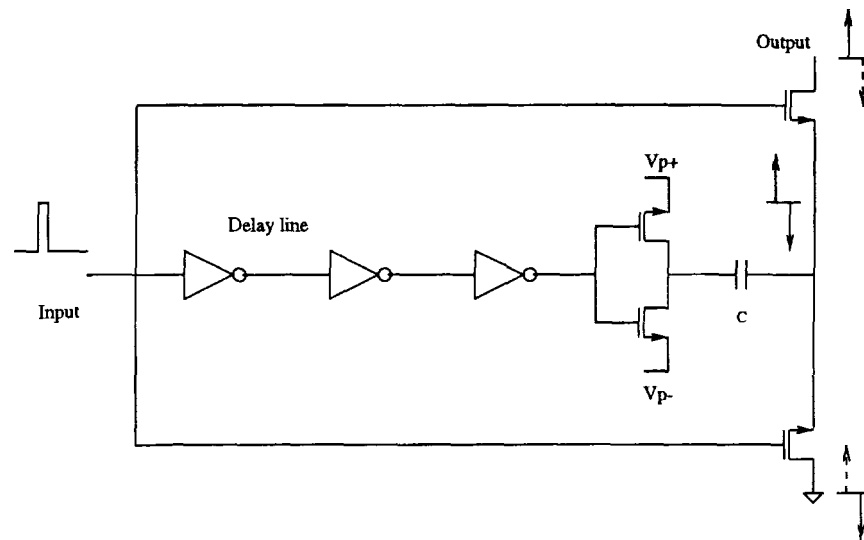 Output
Vp+
Delay line
Input
C
Vp-